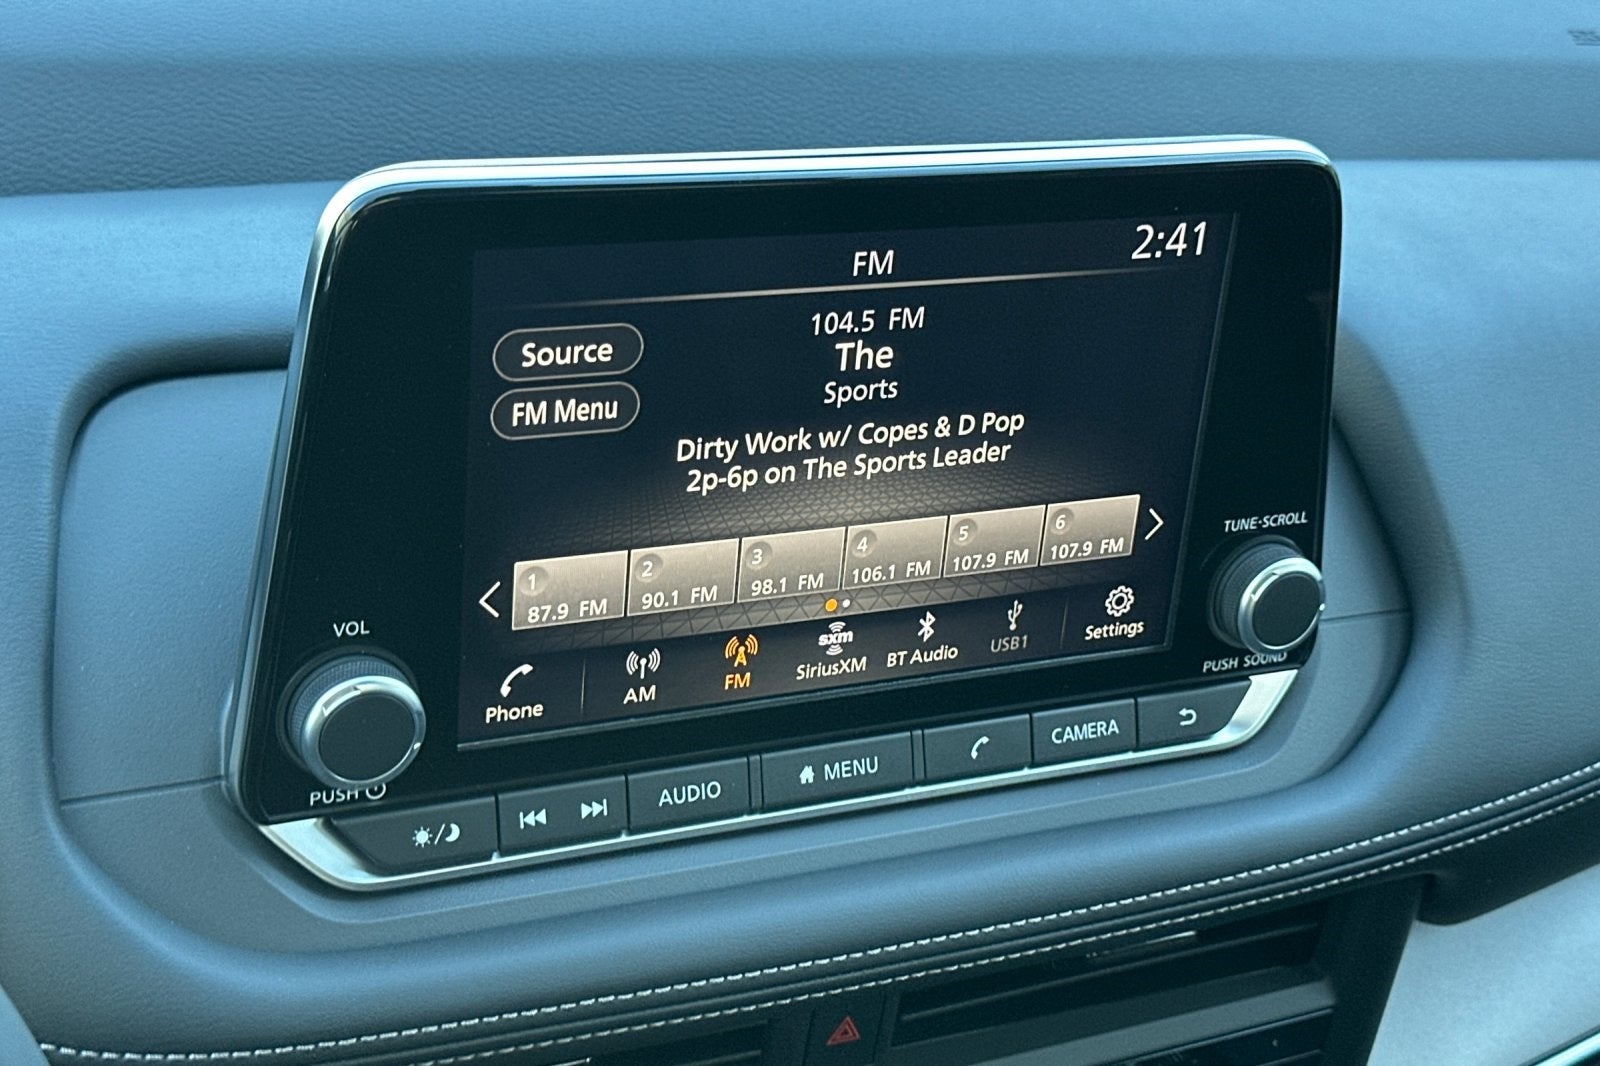 FM
2:41
104.5 FM
The
Sports
Source
FM Menu
Dirty Work w/ Copes & D Pop
2p-6p on The Sports Leader
1
87.9 FM
2
90.1 FM
3
98.1 FM
4
106.1 FM
5
107.9 FM
6
107.9 FM
TUNE·SCROLL
VOL
Phone
AM
A
FM
sxm
SiriusXM
BT Audio
USB1
Settings
PUSH SOUND
PUSH
AUDIO
MENU
CAMERA